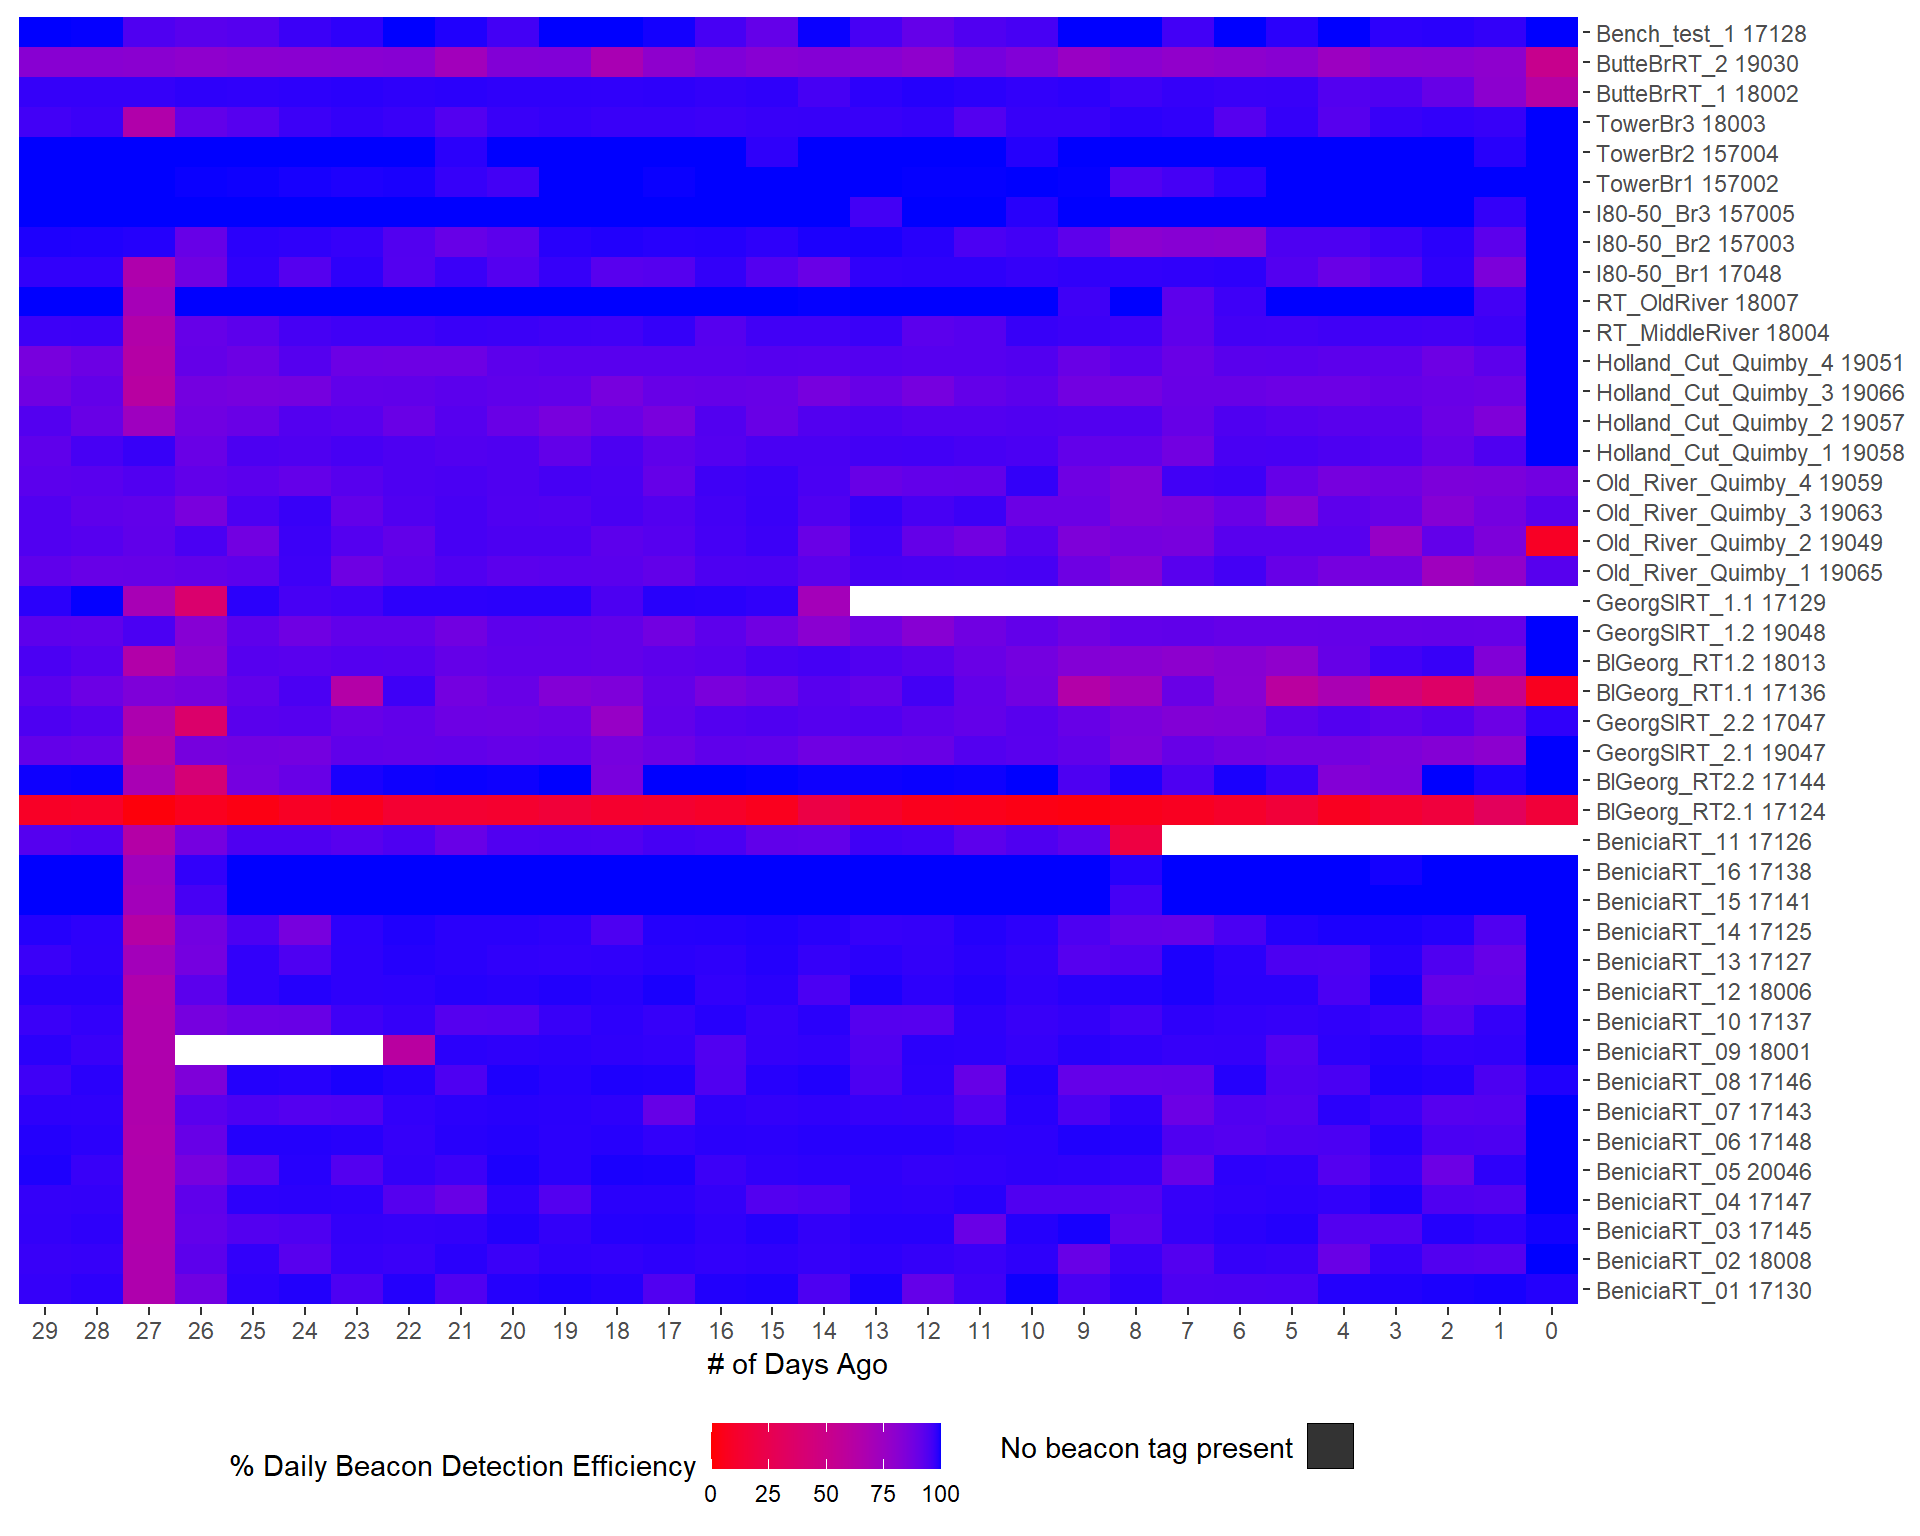 Bench_test_1 17128
ButteBrRT_2 19030
ButteBrRT_1 18002
TowerBr3 18003
TowerBr2 157004
TowerBr1 157002
I80-50_Br3 157005
I80-50_Br2 157003
I80-50_Br1 17048
RT_OldRiver 18007
RT_MiddleRiver 18004
Holland_Cut_Quimby_4 19051
Holland_Cut_Quimby_3 19066
Holland_Cut_Quimby_2 19057
Holland_Cut_Quimby_1 19058
Old_River_Quimby_4 19059
Old_River_Quimby_3 19063
Old_River_Quimby_2 19049
Old_River_Quimby_1 19065
GeorgSlRT_1.1 17129
GeorgSlRT_1.2 19048
BlGeorg_RT1.2 18013
BlGeorg_RT1.1 17136
GeorgSlRT_2.2 17047
GeorgSlRT_2.1 19047
BlGeorg_RT2.2 17144
BlGeorg_RT2.1 17124
BeniciaRT_11 17126
BeniciaRT_16 17138
BeniciaRT_15 17141
BeniciaRT_14 17125
BeniciaRT_13 17127
BeniciaRT_12 18006
BeniciaRT_10 17137
BeniciaRT_09 18001
BeniciaRT_08 17146
BeniciaRT_07 17143
BeniciaRT_06 17148
BeniciaRT_05 20046
BeniciaRT_04 17147
BeniciaRT_03 17145
BeniciaRT_02 18008
BeniciaRT_01 17130
29 28 27 26 25 24 23 22 21 20 19 18 17 16 15 14 13 12 11 10 9 8 7 6 5 4 3 2 1 0
# of Days Ago
% Daily Beacon Detection Efficiency
0 25 50 75 100
No beacon tag present